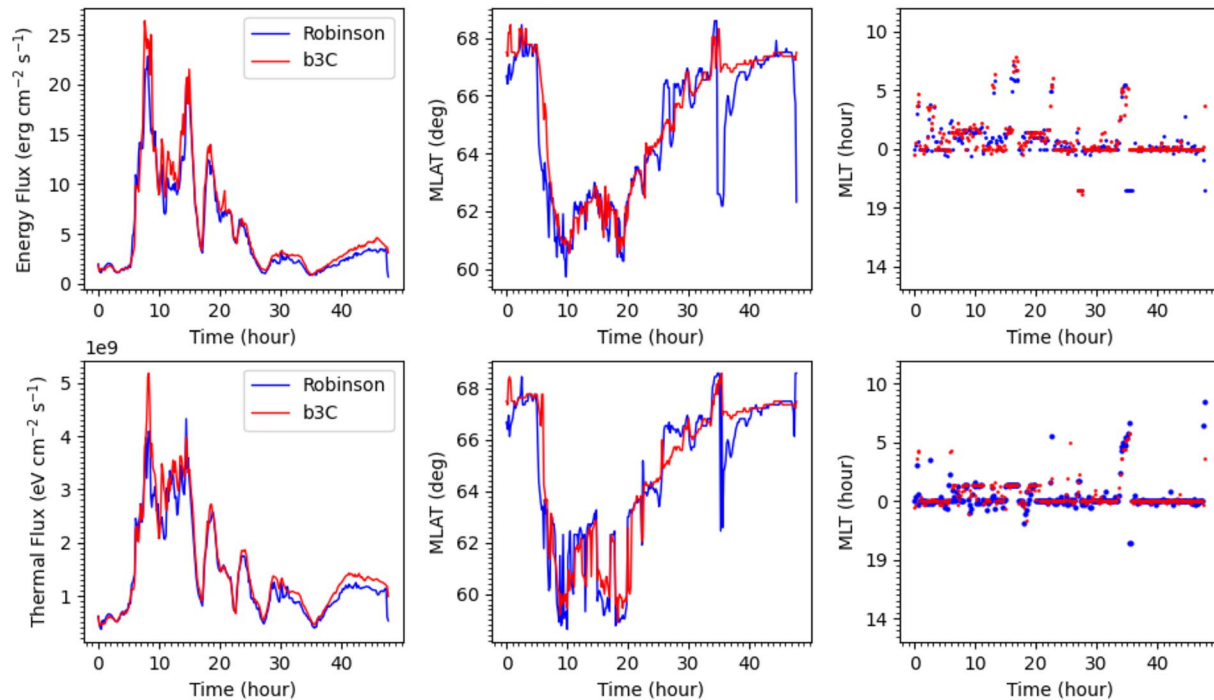 Energy Flux (erg cm⁻² s⁻¹)
25
20
15
10
5
0
Robinson
b3C
0 10 20 30 40
Time (hour)
MLAT (deg)
68
66
64
62
60
0 10 20 30 40
Time (hour)
MLT (hour)
10
5
0
19
14
0 10 20 30 40
Time (hour)
1e9
Thermal Flux (eV cm⁻² s⁻¹)
5
4
3
2
1
Robinson
b3C
0 10 20 30 40
Time (hour)
MLAT (deg)
68
66
64
62
60
0 10 20 30 40
Time (hour)
MLT (hour)
10
5
0
19
14
0 10 20 30 40
Time (hour)